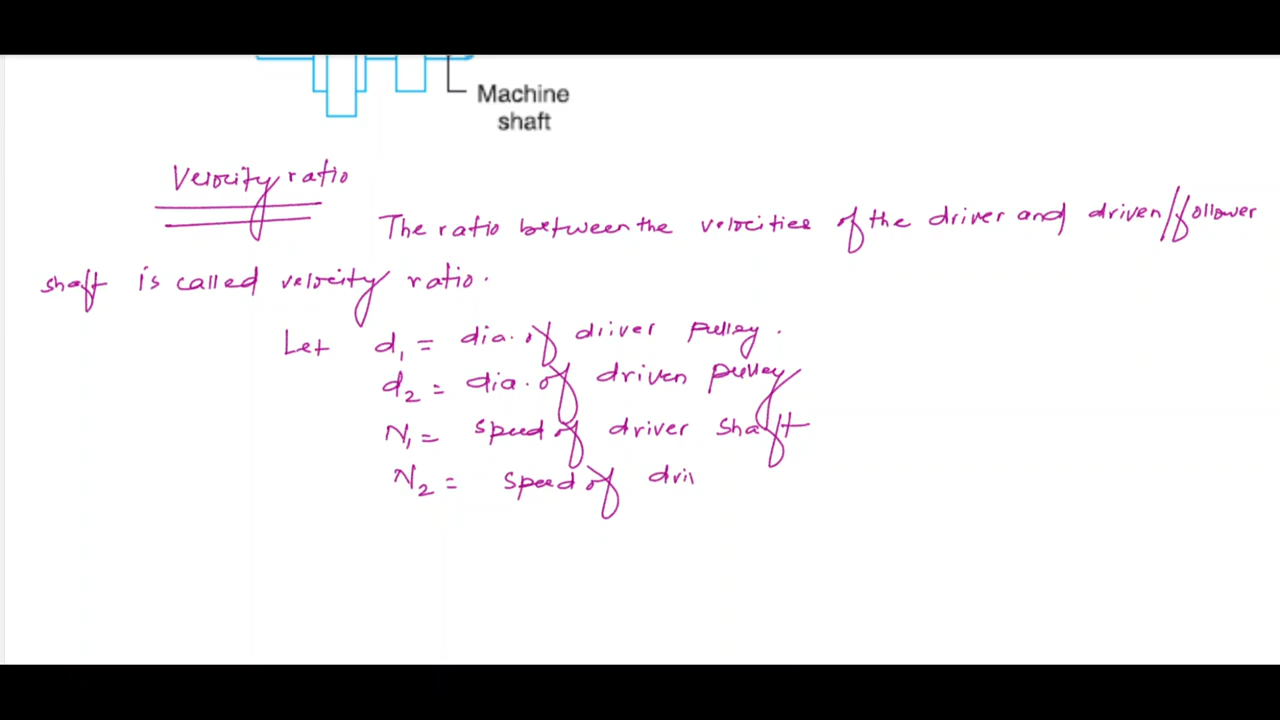 Machine
shaft
Velocity ratio
The ratio between the velocities of the driver and driven/follower
shaft is called velocity ratio.
Let d₁ = dia. of driver pulley.
d₂ = dia. of driven pulley
N₁ = speed of driver shaft
N₂ = speed of driv